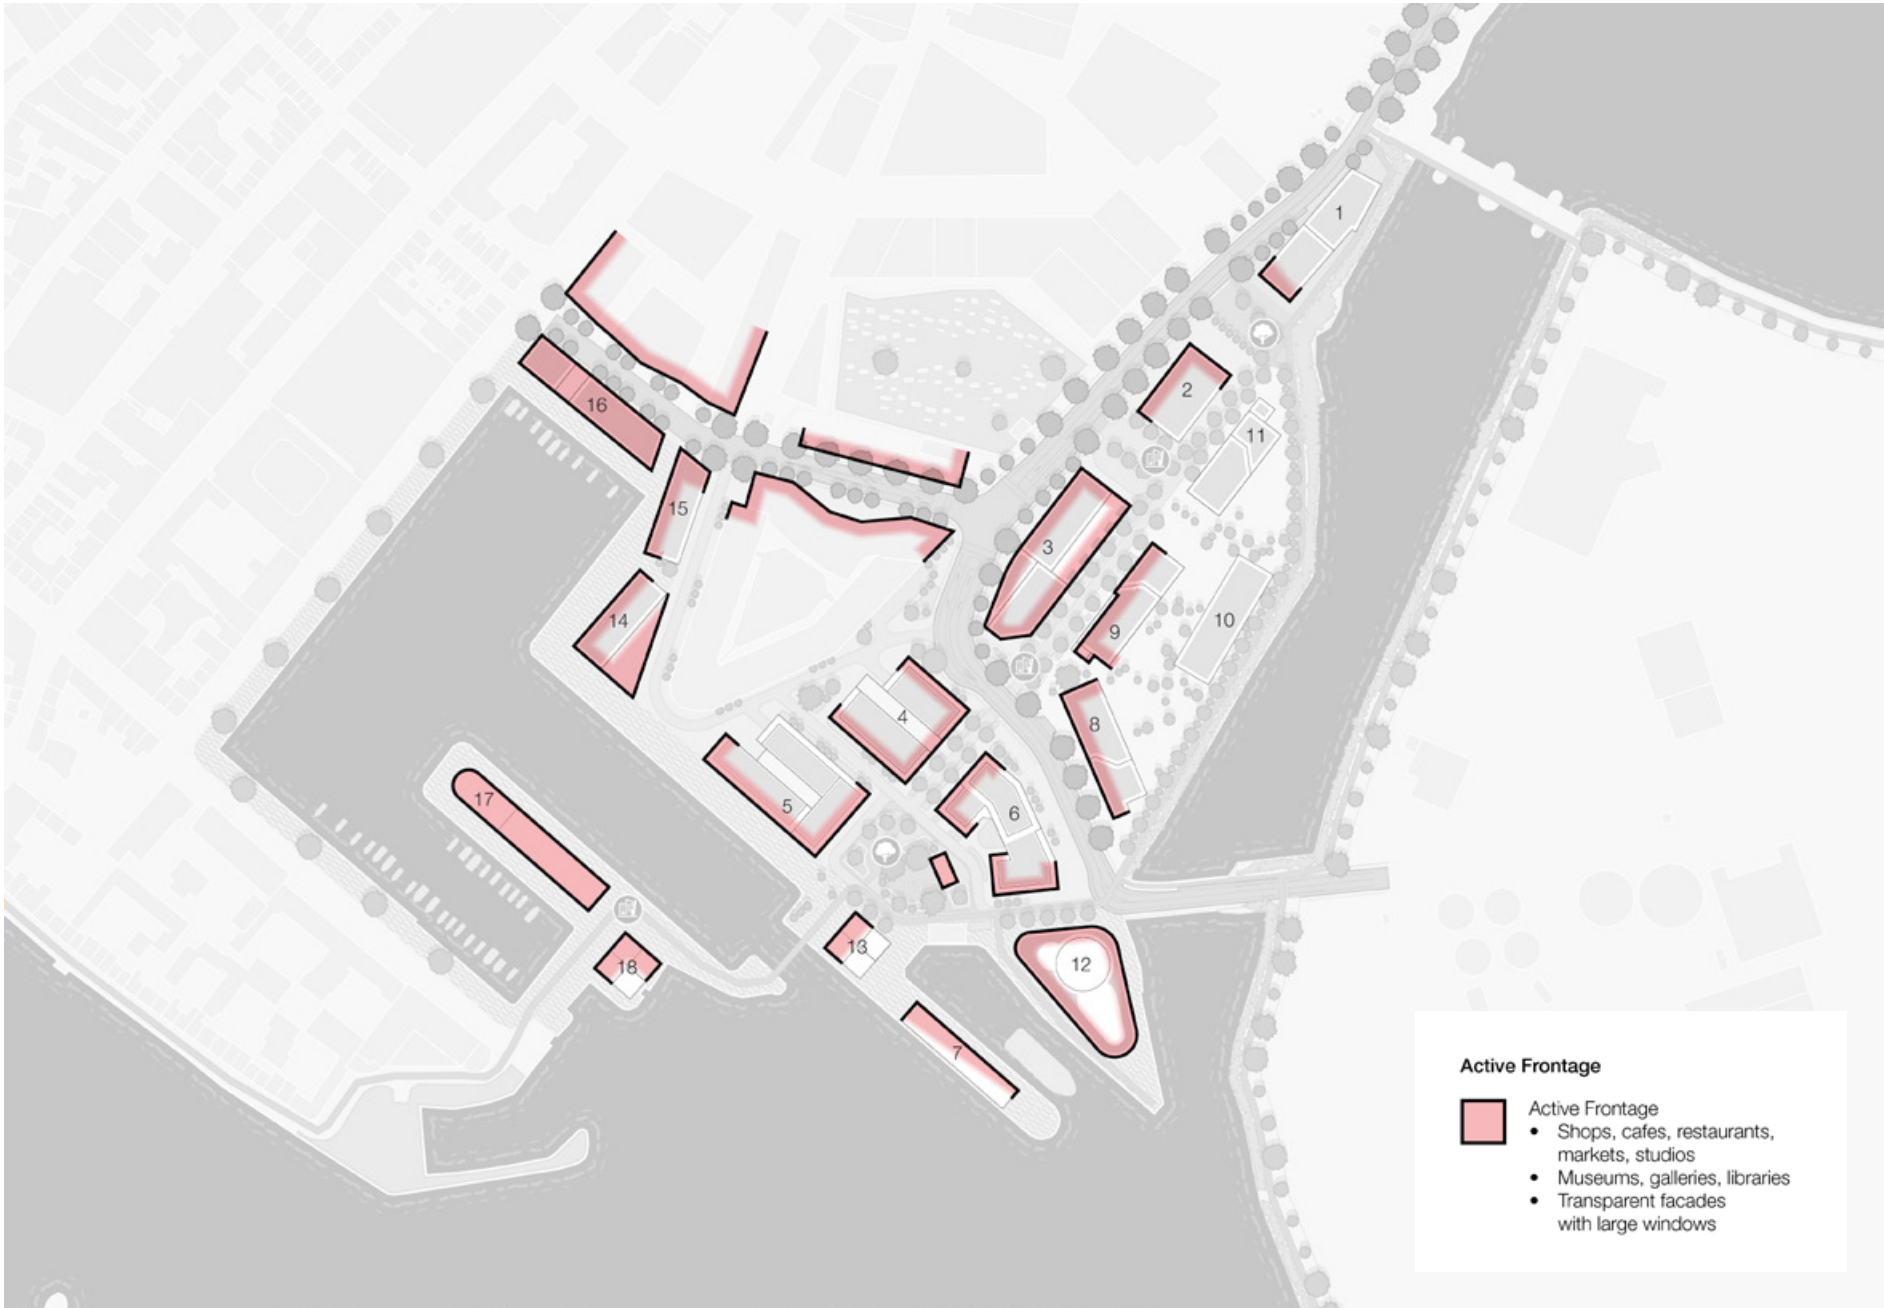 1
2
11
16
15
3
14
9
10
4
8
5
6
17
13
18
12
7
Active Frontage
Active Frontage
• Shops, cafes, restaurants,
markets, studios
• Museums, galleries, libraries
• Transparent facades
with large windows